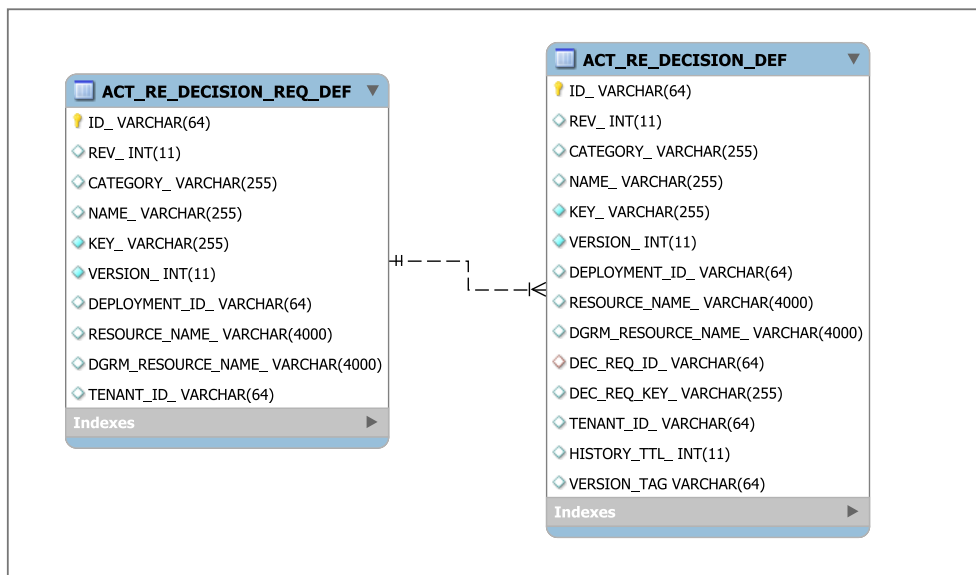 ACT_RE_DECISION_REQ_DEF
ID_ VARCHAR(64)
REV_ INT(11)
CATEGORY_ VARCHAR(255)
NAME_ VARCHAR(255)
KEY_ VARCHAR(255)
VERSION_ INT(11)
DEPLOYMENT_ID_ VARCHAR(64)
RESOURCE_NAME_ VARCHAR(4000)
DGRM_RESOURCE_NAME_ VARCHAR(4000)
TENANT_ID_ VARCHAR(64)
Indexes
ACT_RE_DECISION_DEF
ID_ VARCHAR(64)
REV_ INT(11)
CATEGORY_ VARCHAR(255)
NAME_ VARCHAR(255)
KEY_ VARCHAR(255)
VERSION_ INT(11)
DEPLOYMENT_ID_ VARCHAR(64)
RESOURCE_NAME_ VARCHAR(4000)
DGRM_RESOURCE_NAME_ VARCHAR(4000)
DEC_REQ_ID_ VARCHAR(64)
DEC_REQ_KEY_ VARCHAR(255)
TENANT_ID_ VARCHAR(64)
HISTORY_TTL_ INT(11)
VERSION_TAG VARCHAR(64)
Indexes